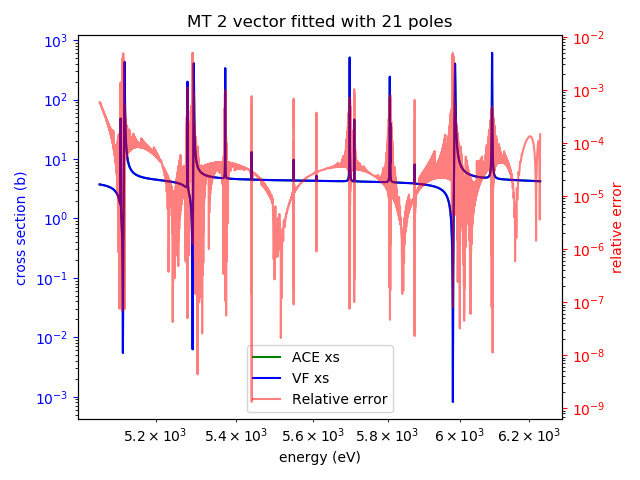 MT 2 vector fitted with 21 poles
cross section (b)
10³
10²
10¹
10⁰
10⁻¹
10⁻²
10⁻³
10⁻²
10⁻³
10⁻⁴
10⁻⁵
10⁻⁶
10⁻⁷
10⁻⁸
10⁻⁹
relative error
ACE xs
VF xs
Relative error
5.2 × 10³ 5.4 × 10³ 5.6 × 10³ 5.8 × 10³ 6 × 10³ 6.2 × 10³
energy (eV)